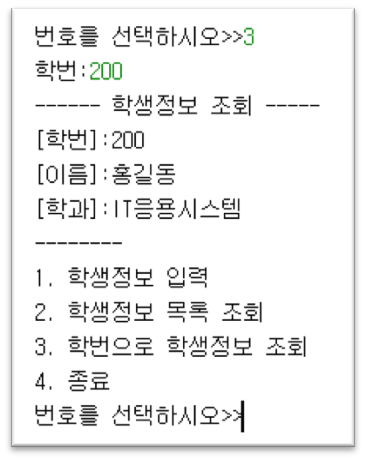 번호를 선택하시오>>3
학번:200
------ 학생정보 조회 -----
[학번]:200
[이름]:홍길동
[학과]:IT응용시스템
--------
1. 학생정보 입력
2. 학생정보 목록 조회
3. 학번으로 학생정보 조회
4. 종료
번호를 선택하시오>>